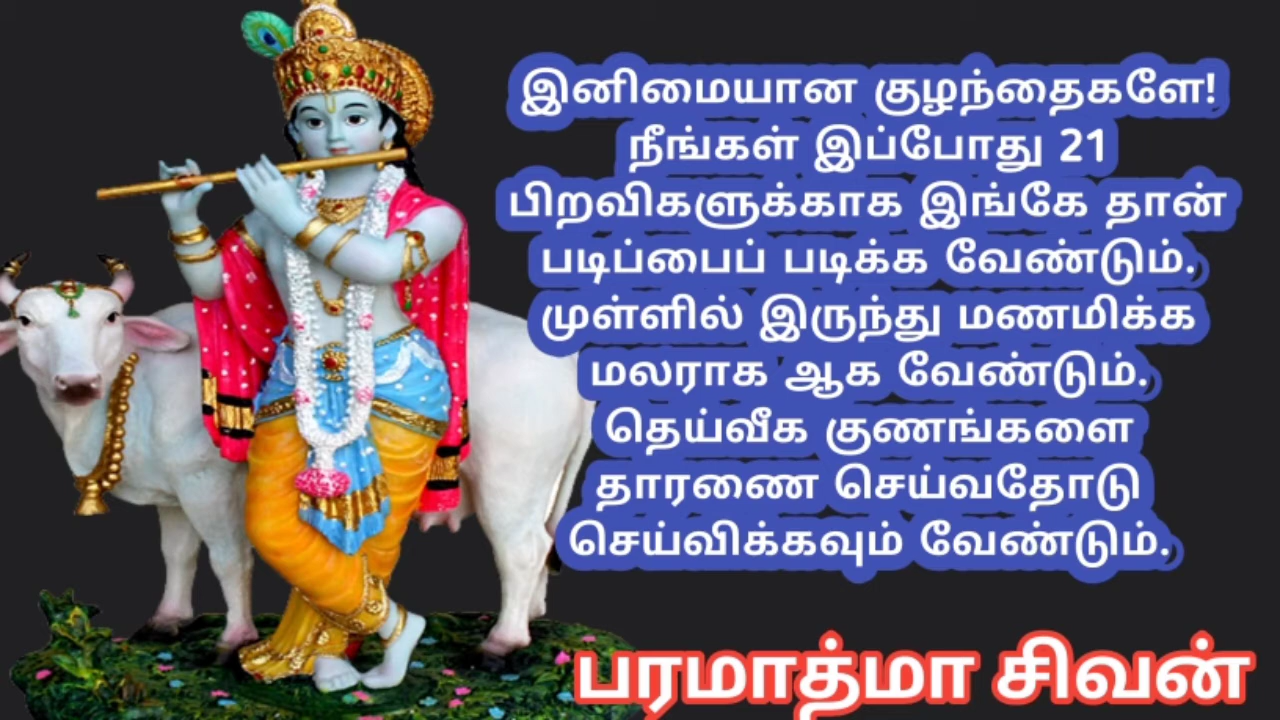 இனிமையான குழந்தைகளே!
நீங்கள் இப்போது 21
பிறவிகளுக்காக இங்கே தான்
படிப்பைப் படிக்க வேண்டும்.
முள்ளில் இருந்து மணமிக்க
மலராக ஆக வேண்டும்.
தெய்வீக குணங்களை
தாரணை செய்வதோடு
செய்விக்கவும் வேண்டும்.
பரமாத்மா சிவன்